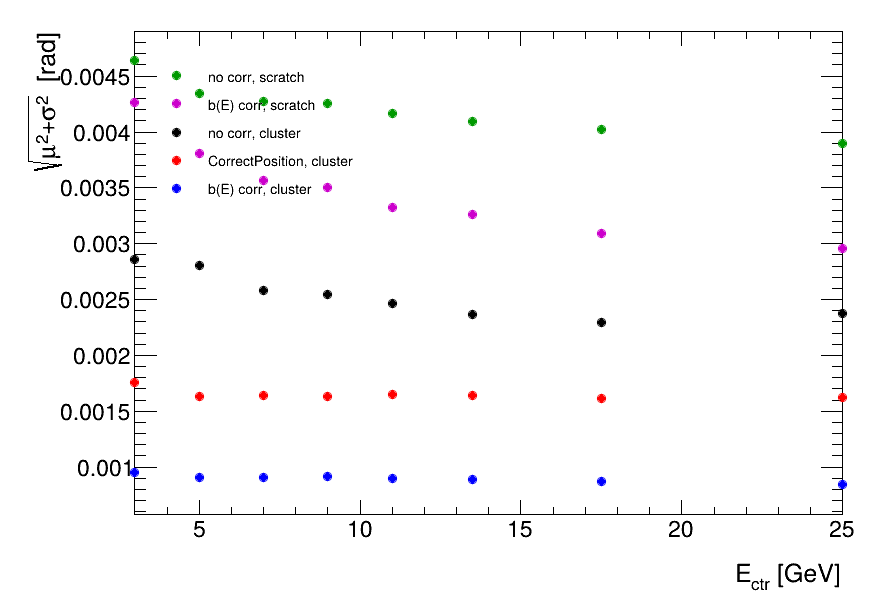 √μ²+σ² [rad]
0.0045
0.004
0.0035
0.003
0.0025
0.002
0.0015
0.001
no corr, scratch
b(E) corr, scratch
no corr, cluster
CorrectPosition, cluster
b(E) corr, cluster
5 10 15 20 25
E_ctr [GeV]